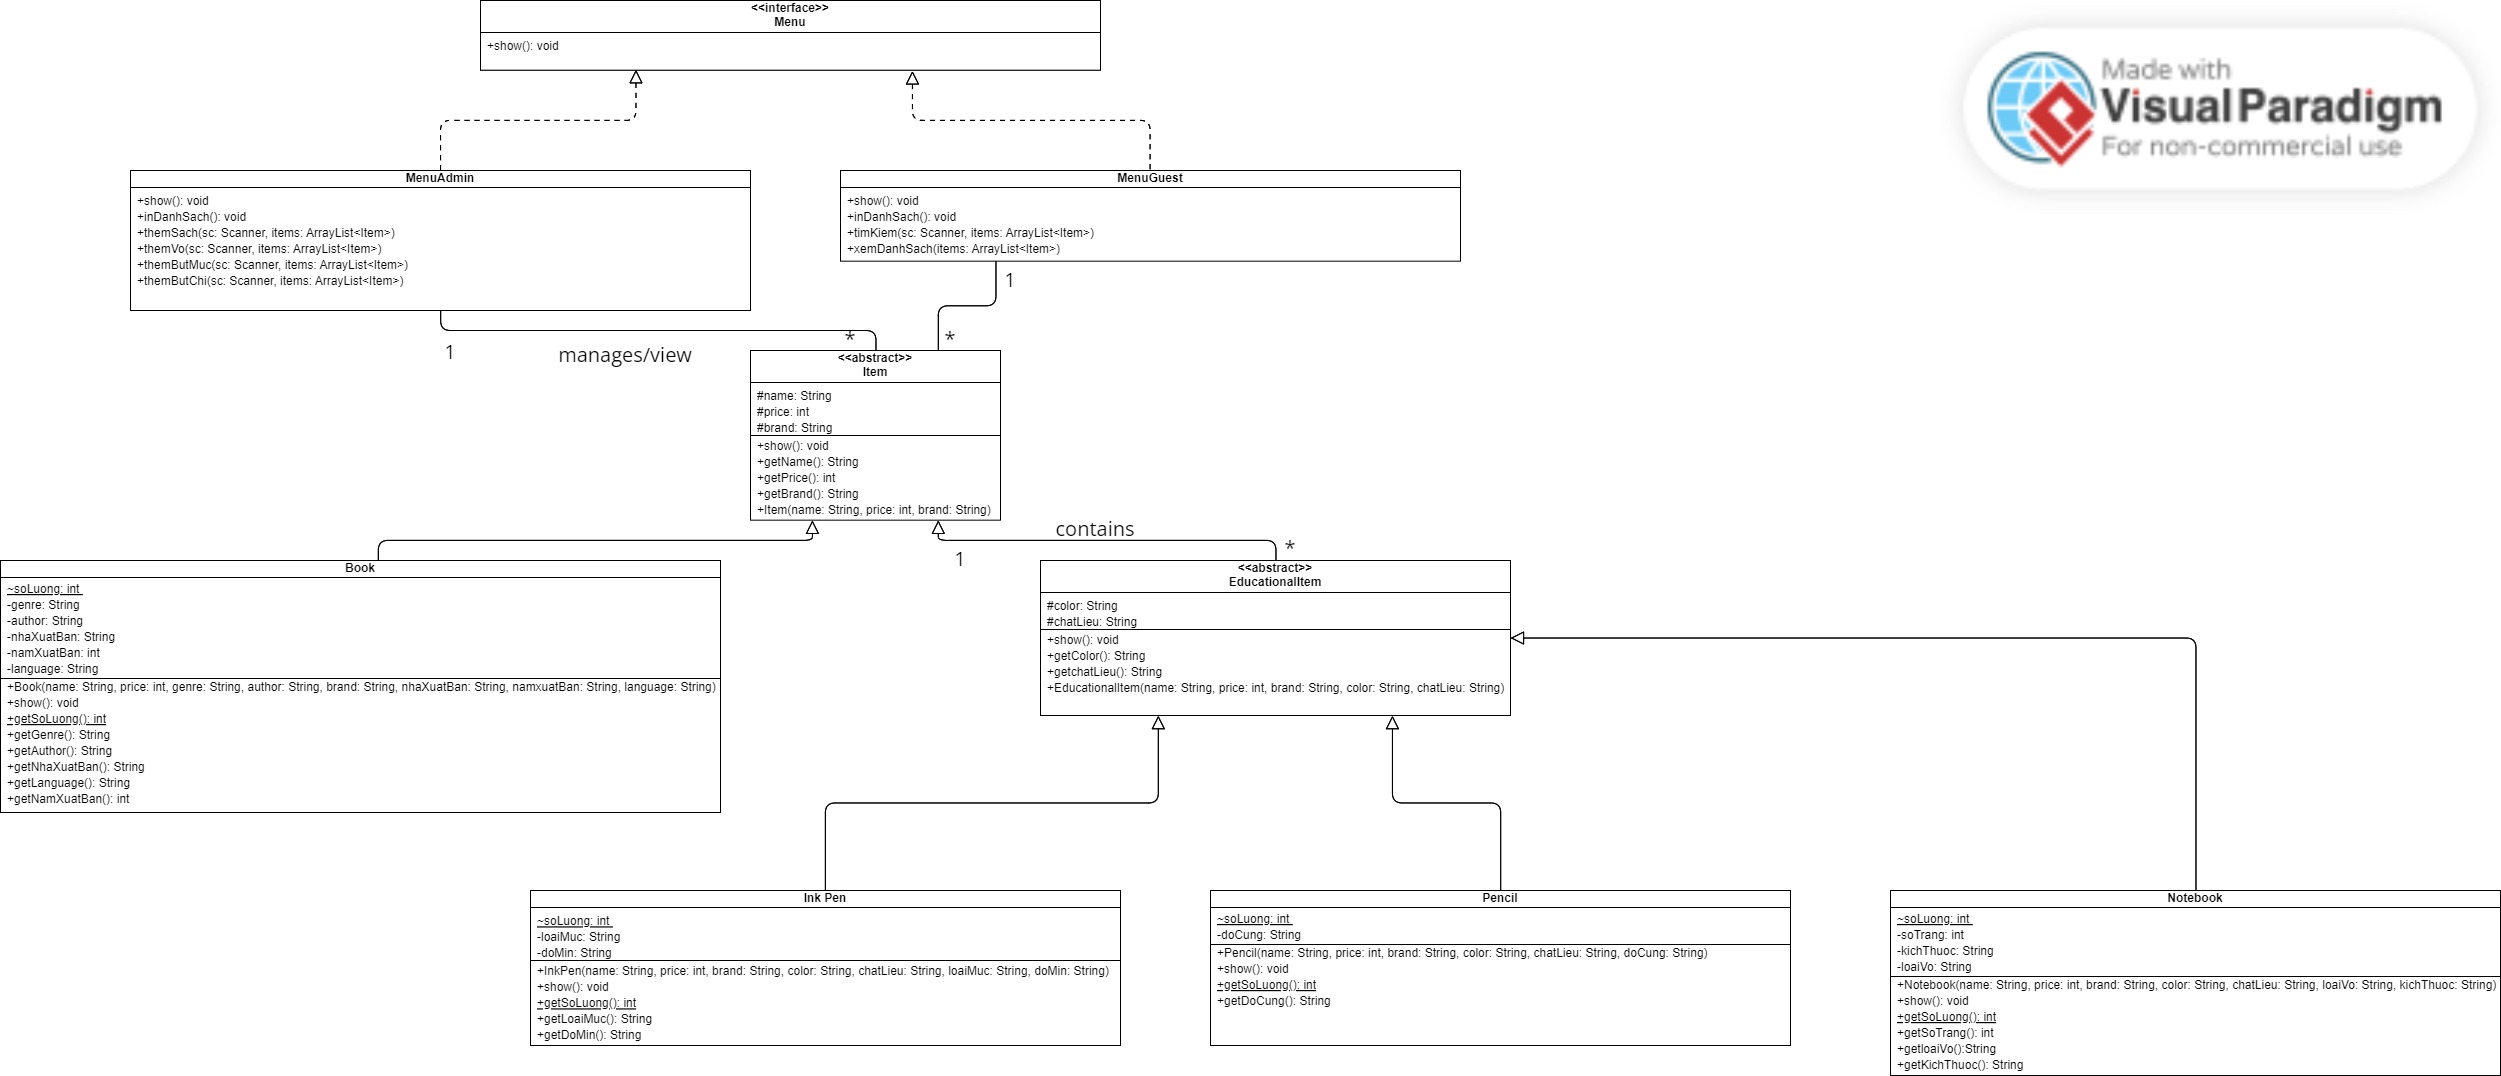 <<interface>>
Menu
+show(): void
Made with
Visual Paradigm
For non-commercial use
MenuAdmin
+show(): void
+inDanhSach(): void
+themSach(sc: Scanner, items: ArrayList<Item>)
+themVo(sc: Scanner, items: ArrayList<Item>)
+themButMuc(sc: Scanner, items: ArrayList<Item>)
+themButChi(sc: Scanner, items: ArrayList<Item>)
MenuGuest
+show(): void
+inDanhSach(): void
+timKiem(sc: Scanner, items: ArrayList<Item>)
+xemDanhSach(items: ArrayList<Item>)
1
*
manages/view
1
*
<<abstract>>
Item
#name: String
#price: int
#brand: String
+show(): void
+getName(): String
+getPrice(): int
+getBrand(): String
+Item(name: String, price: int, brand: String)
contains
1
*
Book
~soLuong: int
-genre: String
-author: String
-nhaXuatBan: String
-namXuatBan: int
-language: String
+Book(name: String, price: int, genre: String, author: String, brand: String, nhaXuatBan: String, namxuatBan: String, language: String)
+show(): void
+getSoLuong(): int
+getGenre(): String
+getAuthor(): String
+getNhaXuatBan(): String
+getLanguage(): String
+getNamXuatBan(): int
<<abstract>>
EducationalItem
#color: String
#chatLieu: String
+show(): void
+getColor(): String
+getchatLieu(): String
+EducationalItem(name: String, price: int, brand: String, color: String, chatLieu: String)
Ink Pen
~soLuong: int
-loaiMuc: String
-doMin: String
+InkPen(name: String, price: int, brand: String, color: String, chatLieu: String, loaiMuc: String, doMin: String)
+show(): void
+getSoLuong(): int
+getLoaiMuc(): String
+getDoMin(): String
Pencil
~soLuong: int
-doCung: String
+Pencil(name: String, price: int, brand: String, color: String, chatLieu: String, doCung: String)
+show(): void
+getSoLuong(): int
+getDoCung(): String
Notebook
~soLuong: int
-soTrang: int
-kichThuoc: String
-loaiVo: String
+Notebook(name: String, price: int, brand: String, color: String, chatLieu: String, loaiVo: String, kichThuoc: String)
+show(): void
+getSoLuong(): int
+getSoTrang(): int
+getloaiVo():String
+getKichThuoc(): String